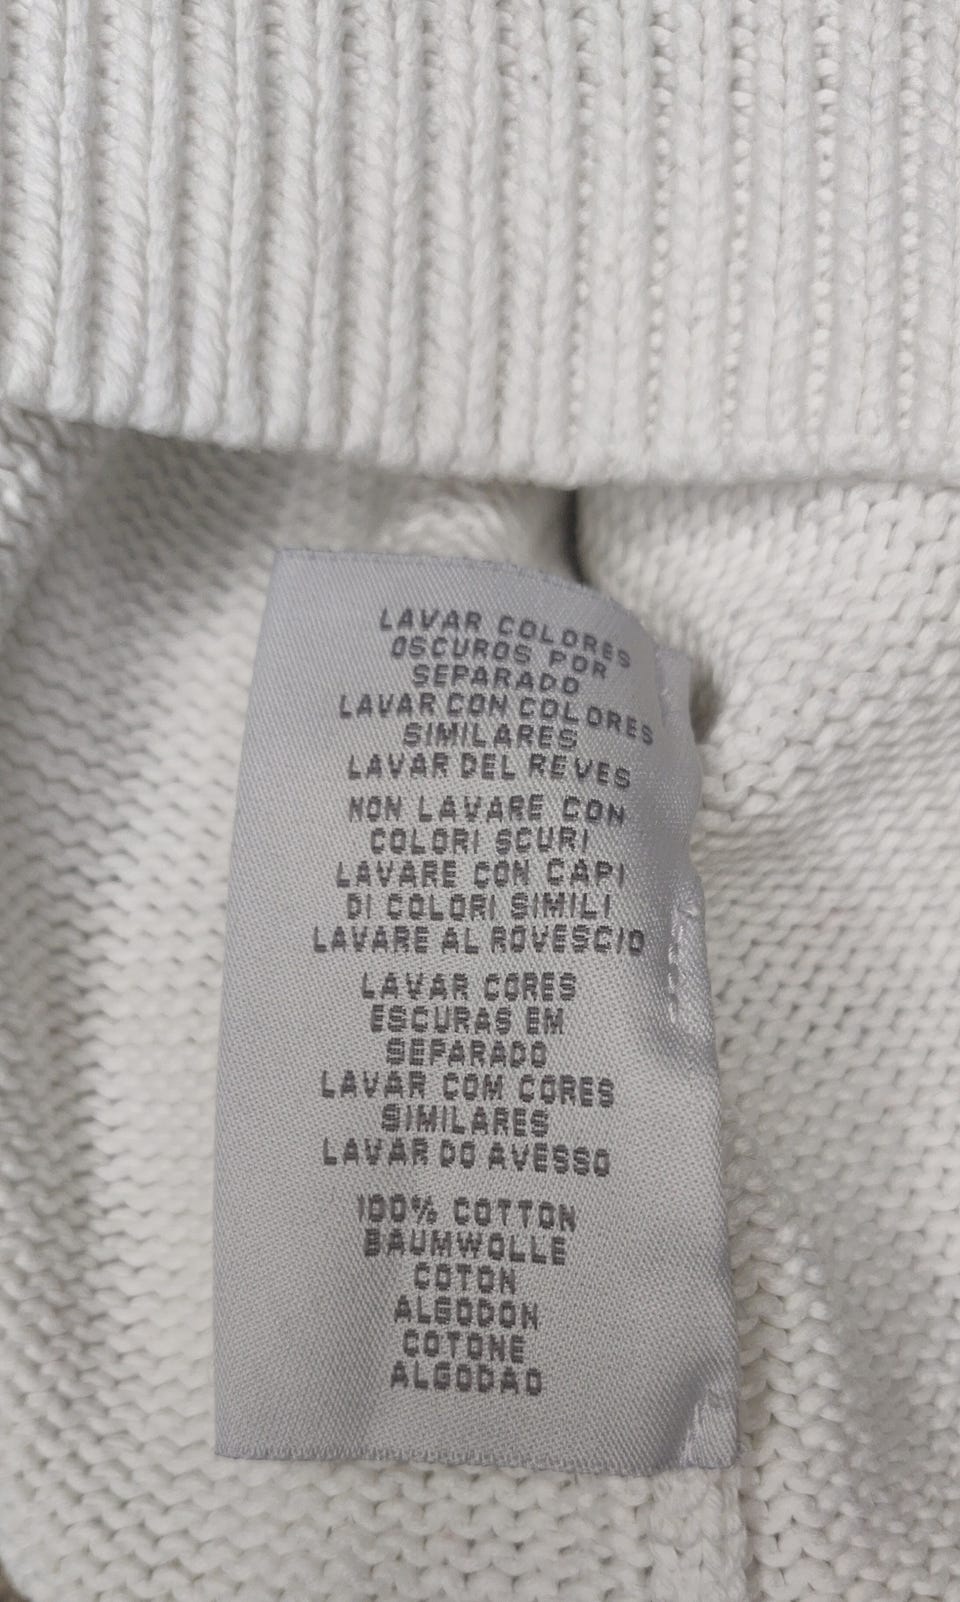 LAVAR COLORES
OSCUROS POR
SEPARADO
LAVAR CON COLORES
SIMILARES
LAVAR DEL REVES
NON LAVARE CON
COLORI SCURI
LAVARE CON CAPI
DI COLORI SIMILI
LAVARE AL ROVESCIO
LAVAR CORES
ESCURAS EM
SEPARADO
LAVAR COM CORES
SIMILARES
LAVAR DO AVESSO
100% COTTON
BAUMWOLLE
COTON
ALGODON
COTONE
ALGODAO